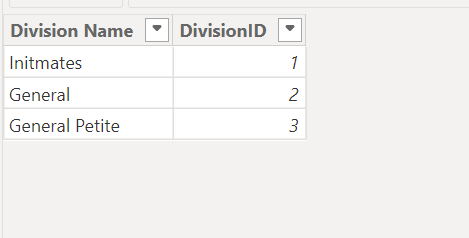 Division Name DivisionID
Initmates 1
General 2
General Petite 3